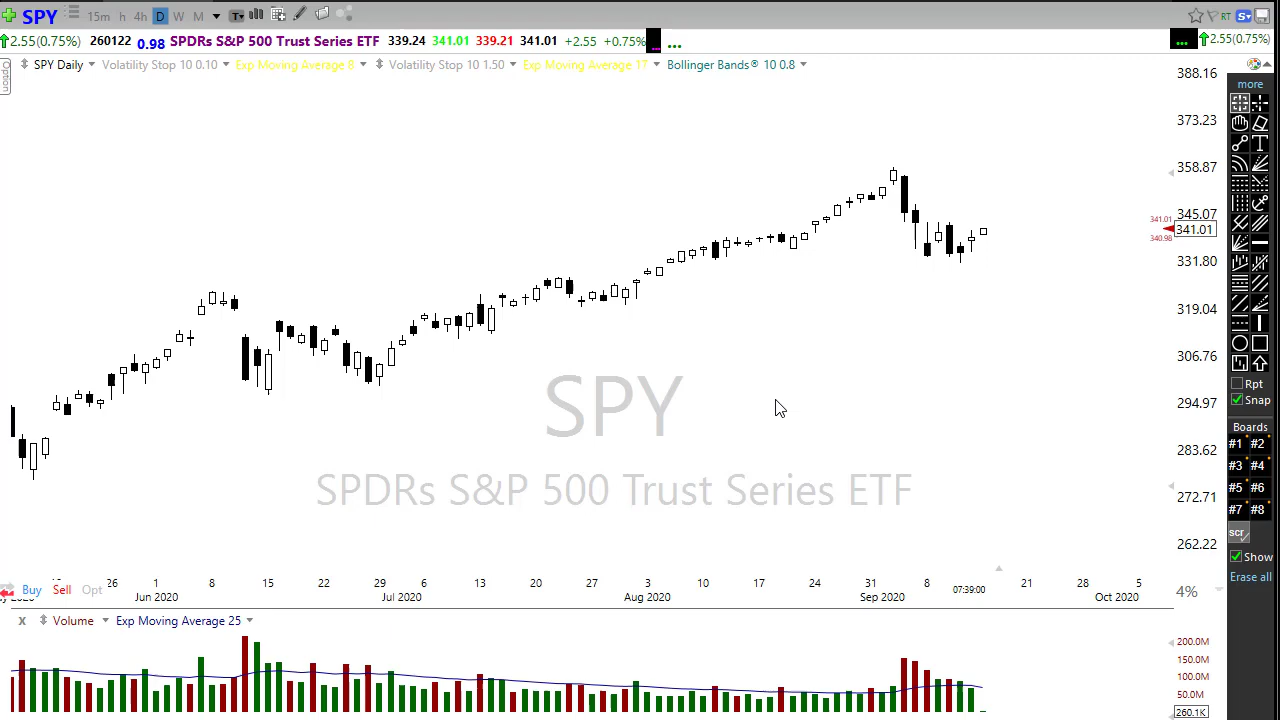 SPY 15m h 4h D W M T RT S
2.55(0.75%) 260122 0.98 SPDRs S&P 500 Trust Series ETF 339.24 341.01 339.21 341.01 +2.55 +0.75% ... ... ... 2.55(0.75%)
Option
SPY Daily Volatility Stop 10 0.10 Exp Moving Average 8 Volatility Stop 10 1.50 Exp Moving Average 17 Bollinger Bands® 10 0.8
388.16
more
373.23
358.87
345.07
341.01
341.01
340.98
331.80
319.04
306.76
294.97
283.62
272.71
262.22
Rpt
Snap
Boards
#1 #2
#3 #4
#5 #6
#7 #8
scr
Show
Erase all
SPY
SPDRs S&P 500 Trust Series ETF
26 1 8 15 22 29 6 13 20 27 3 10 17 24 31 8 21 28 5
Buy Sell Opt 07:39:00 4%
2020 Jun 2020 Jul 2020 Aug 2020 Sep 2020 Oct 2020
x Volume Exp Moving Average 25
200.0M
150.0M
100.0M
50.0M
260.1K